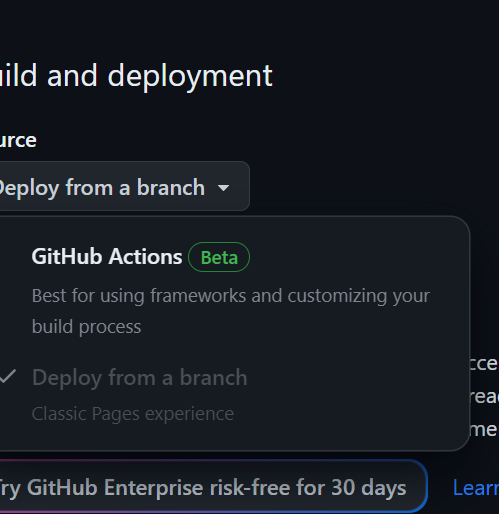 uild and deployment
urce
Deploy from a branch
GitHub Actions Beta
Best for using frameworks and customizing your
build process
Deploy from a branch
Classic Pages experience
cce
rea
me
Try GitHub Enterprise risk-free for 30 days Learn